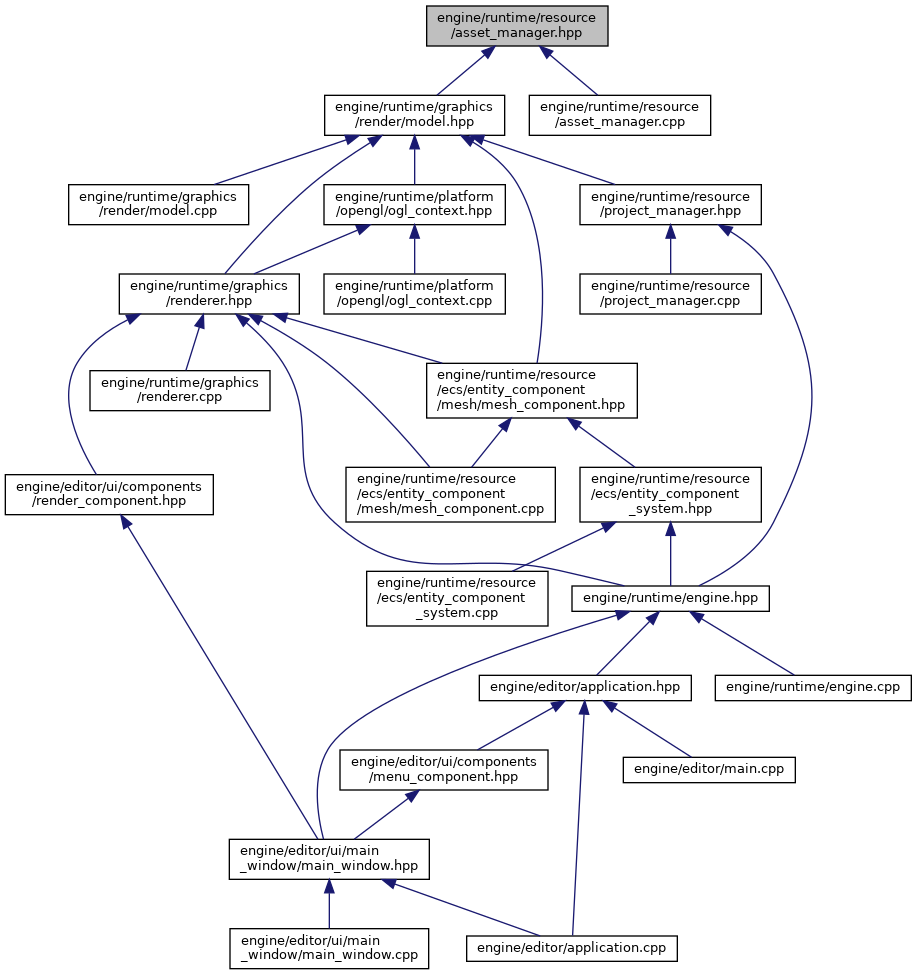 engine/runtime/resource
/asset_manager.hpp
engine/runtime/graphics
/render/model.hpp
engine/runtime/resource
/asset_manager.cpp
engine/runtime/graphics
/render/model.cpp
engine/runtime/platform
/opengl/ogl_context.hpp
engine/runtime/resource
/project_manager.hpp
engine/runtime/graphics
/renderer.hpp
engine/runtime/platform
/opengl/ogl_context.cpp
engine/runtime/resource
/project_manager.cpp
engine/runtime/graphics
/renderer.cpp
engine/runtime/resource
/ecs/entity_component
/mesh/mesh_component.hpp
engine/editor/ui/components
/render_component.hpp
engine/runtime/resource
/ecs/entity_component
/mesh/mesh_component.cpp
engine/runtime/resource
/ecs/entity_component
_system.hpp
engine/runtime/resource
/ecs/entity_component
_system.cpp
engine/runtime/engine.hpp
engine/editor/application.hpp
engine/runtime/engine.cpp
engine/editor/ui/components
/menu_component.hpp
engine/editor/main.cpp
engine/editor/ui/main
_window/main_window.hpp
engine/editor/ui/main
_window/main_window.cpp
engine/editor/application.cpp